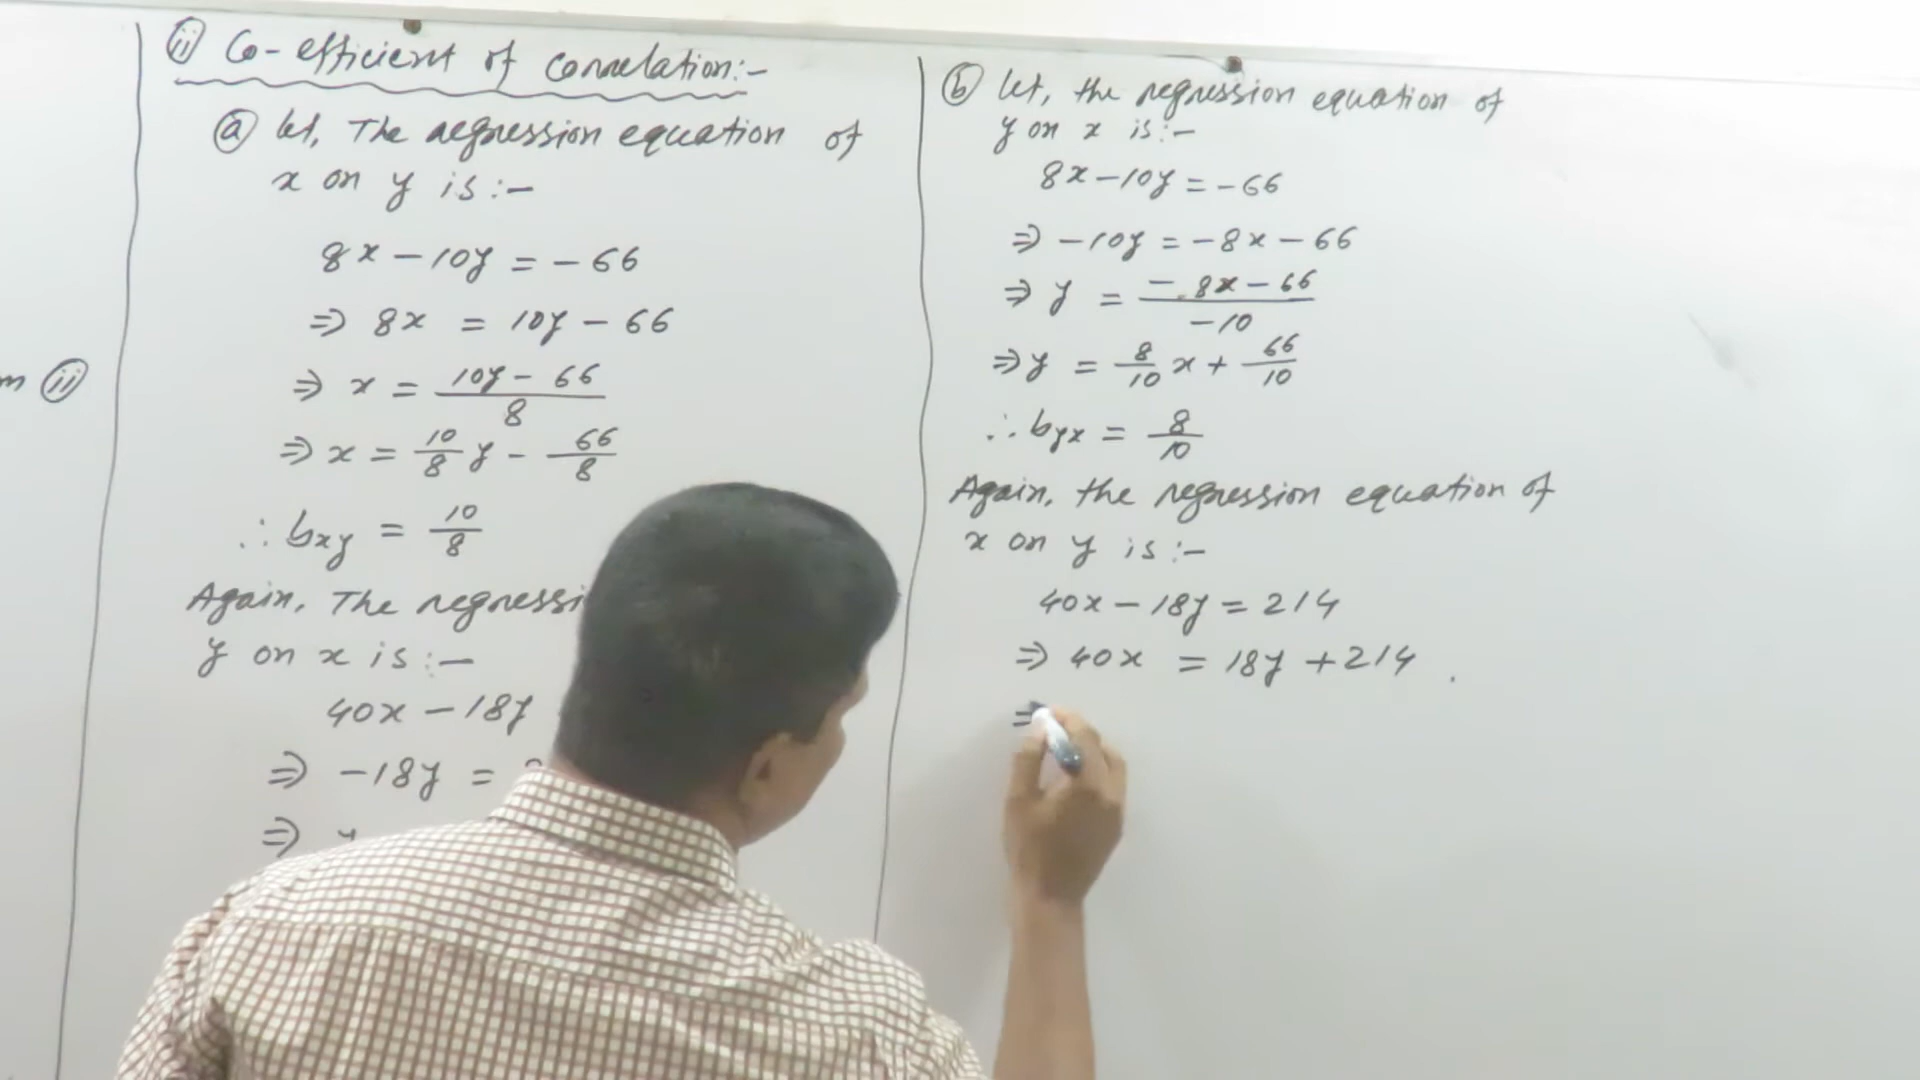 ii Co-efficient of correlation:-
a let, The regression equation of
x on y is:-
8x - 10y = -66
⇒ 8x = 10y - 66
⇒ x = (10y - 66)/8
⇒ x = 10/8 y - 66/8
∴ bxy = 10/8
Again, The
y on x is:-
40x - 18y
⇒ -18y =
⇒
ii
b let, the regression equation of
y on x is:-
8x - 10y = -66
⇒ -10y = -8x - 66
⇒ y = (-8x - 66)/-10
⇒ y = 8/10 x + 66/10
∴ byx = 8/10
Again, the regression equation of
x on y is:-
40x - 18y = 214
⇒ 40x = 18y + 214 .
=